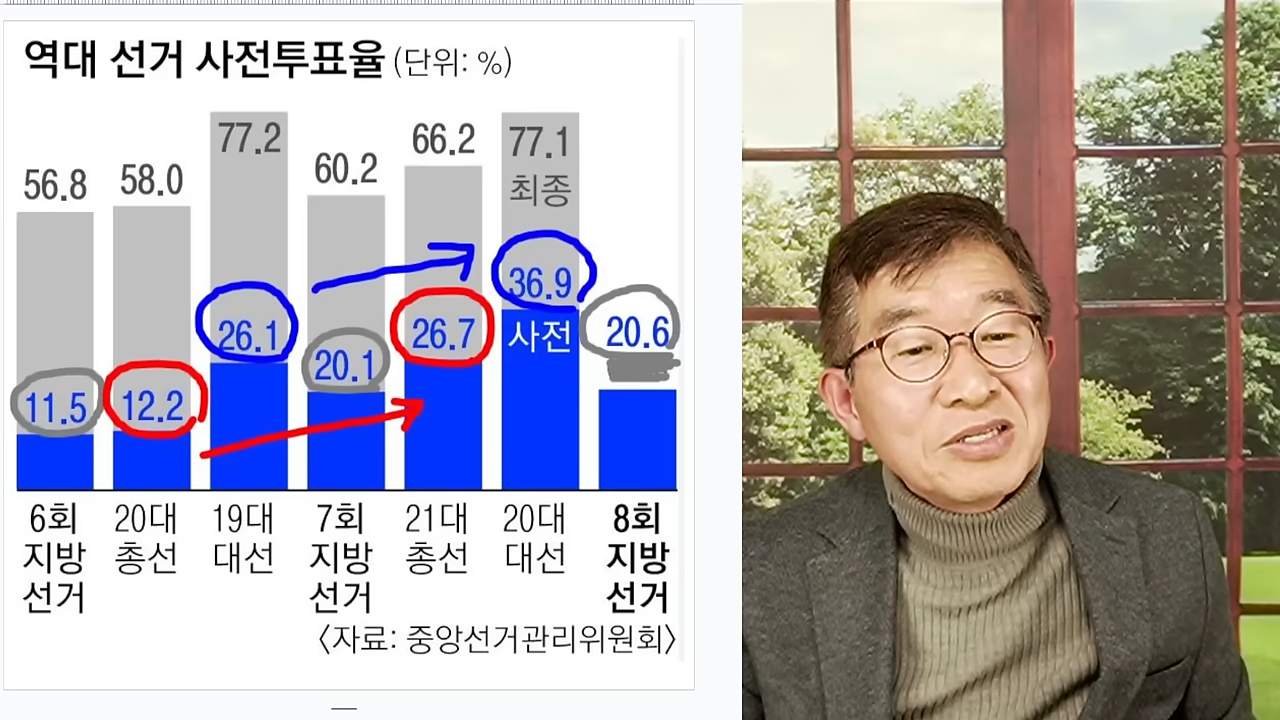 역대 선거 사전투표율 (단위: %)
56.8
58.0
77.2
60.2
66.2
77.1
최종
11.5
12.2
26.1
20.1
26.7
36.9
사전
20.6
6회 지방 선거
20대 총선
19대 대선
7회 지방 선거
21대 총선
20대 대선
8회 지방 선거
〈자료: 중앙선거관리위원회〉